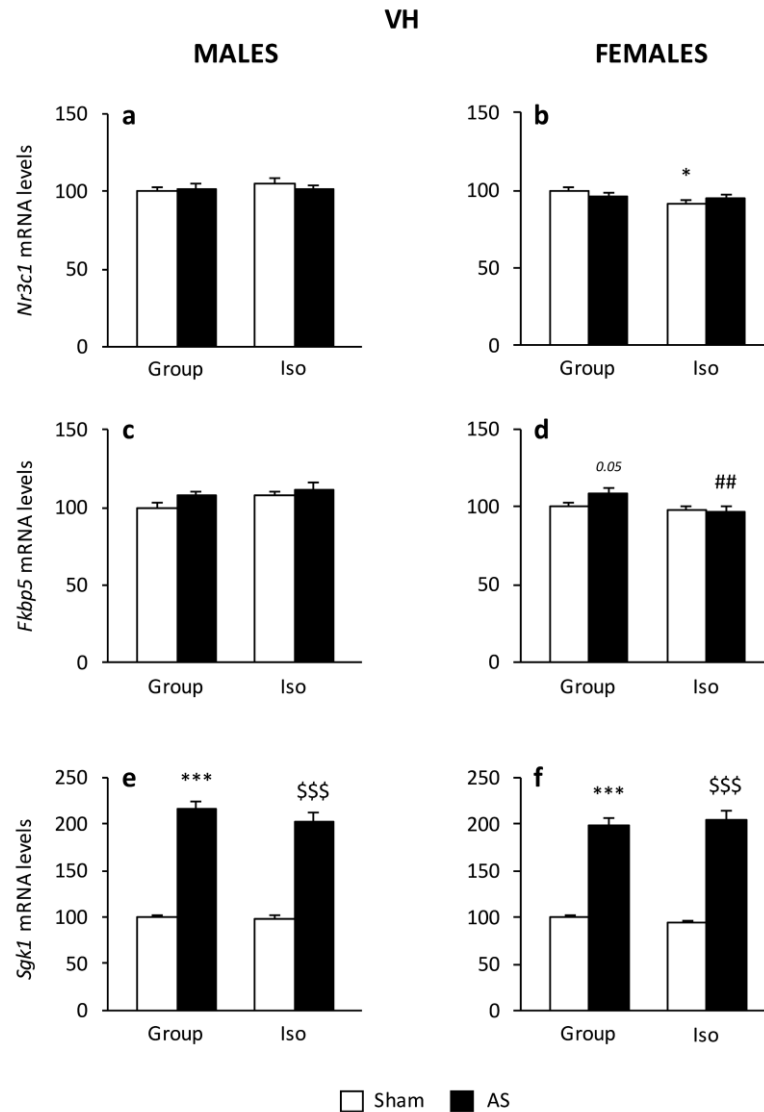 VH
MALES
FEMALES
a
Nr3c1 mRNA levels
150
100
50
0
Group Iso
b
*
150
100
50
0
Group Iso
c
Fkbp5 mRNA levels
150
100
50
0
Group Iso
d
0.05
##
150
100
50
0
Group Iso
e
***
$$$
Sgk1 mRNA levels
250
200
150
100
50
0
Group Iso
f
***
$$$
250
200
150
100
50
0
Group Iso
Sham AS